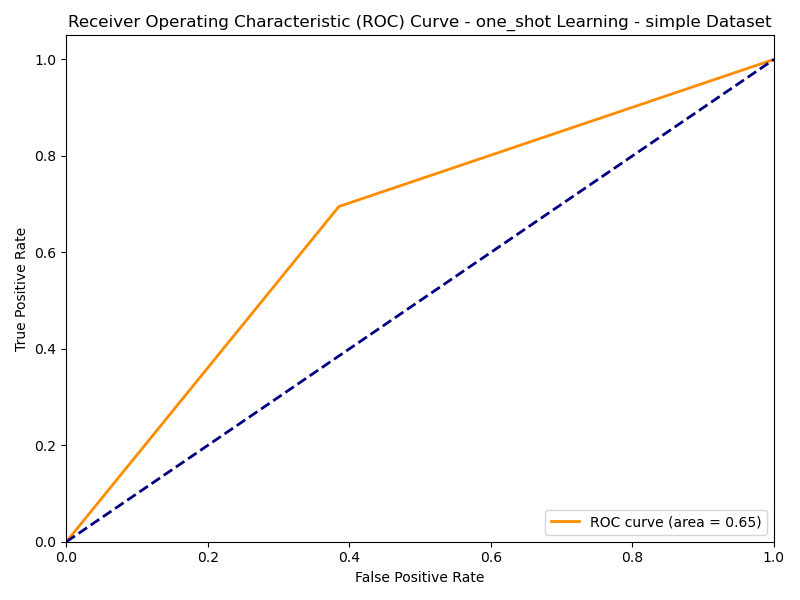 Receiver Operating Characteristic (ROC) Curve - one_shot Learning - simple Dataset
1.0
0.8
0.6
0.4
0.2
0.0
True Positive Rate
ROC curve (area = 0.65)
0.0 0.2 0.4 0.6 0.8 1.0
False Positive Rate